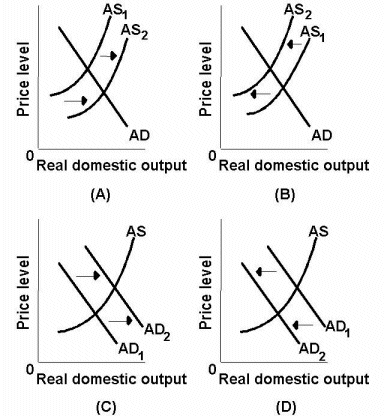 AS1
AS2
Price level
AD
0
Real domestic output
(A)
AS2
AS1
Price level
AD
0
Real domestic output
(B)
AS
Price level
AD2
AD1
0
Real domestic output
(C)
AS
Price level
AD1
AD2
0
Real domestic output
(D)